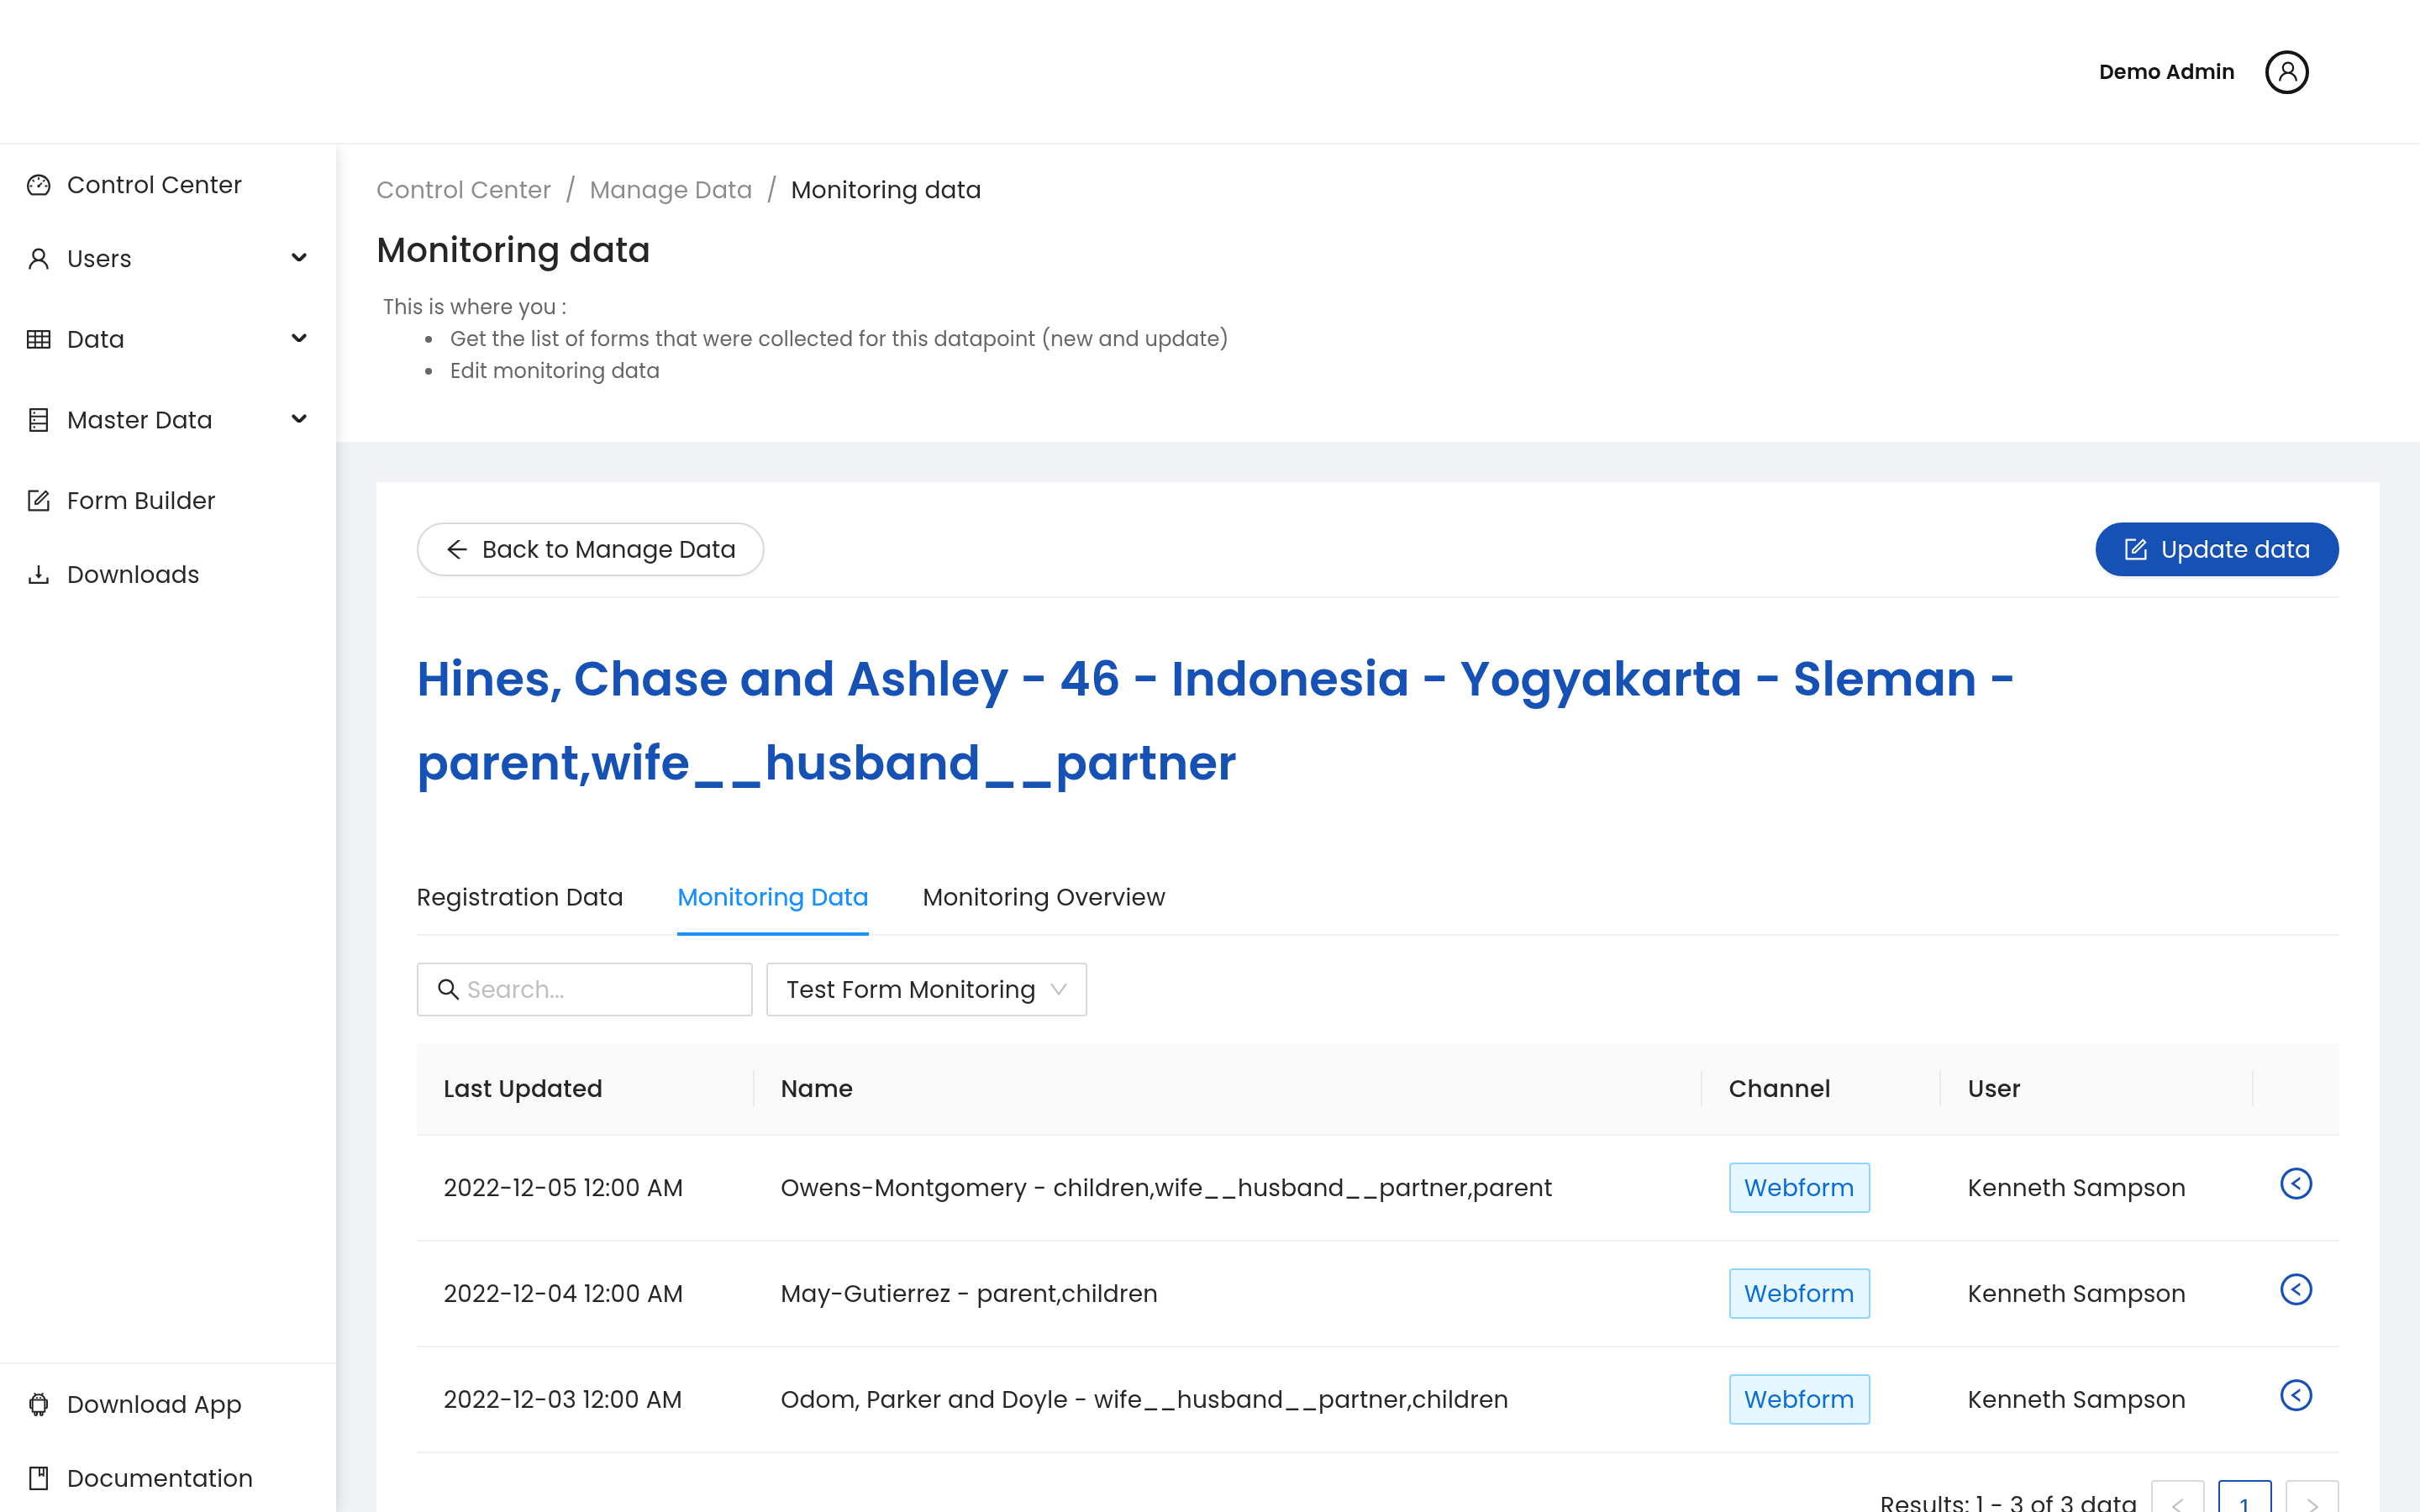 Demo Admin
Control Center
Users
Data
Master Data
Form Builder
Downloads
Download App
Documentation
Control Center / Manage Data / Monitoring data
Monitoring data
This is where you :
Get the list of forms that were collected for this datapoint (new and update)
Edit monitoring data
Back to Manage Data
Update data
Hines, Chase and Ashley - 46 - Indonesia - Yogyakarta - Sleman -
parent,wife__husband__partner
Registration Data Monitoring Data Monitoring Overview
Search... Test Form Monitoring
Last Updated Name Channel User
2022-12-05 12:00 AM Owens-Montgomery - children,wife__husband__partner,parent Webform Kenneth Sampson
2022-12-04 12:00 AM May-Gutierrez - parent,children Webform Kenneth Sampson
2022-12-03 12:00 AM Odom, Parker and Doyle - wife__husband__partner,children Webform Kenneth Sampson
Results: 1 - 3 of 3 data 1